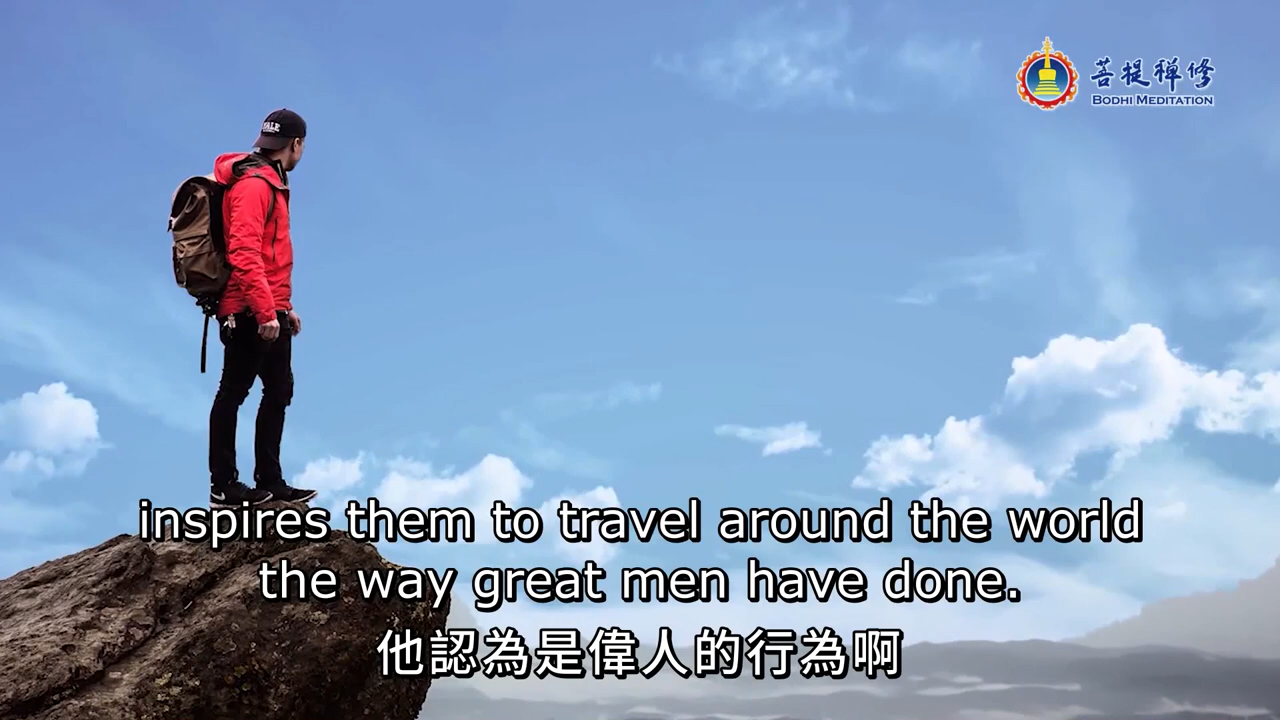 菩提禪修
BODHI MEDITATION
YALE
inspires them to travel around the world
the way great men have done.
他認為是偉人的行為啊